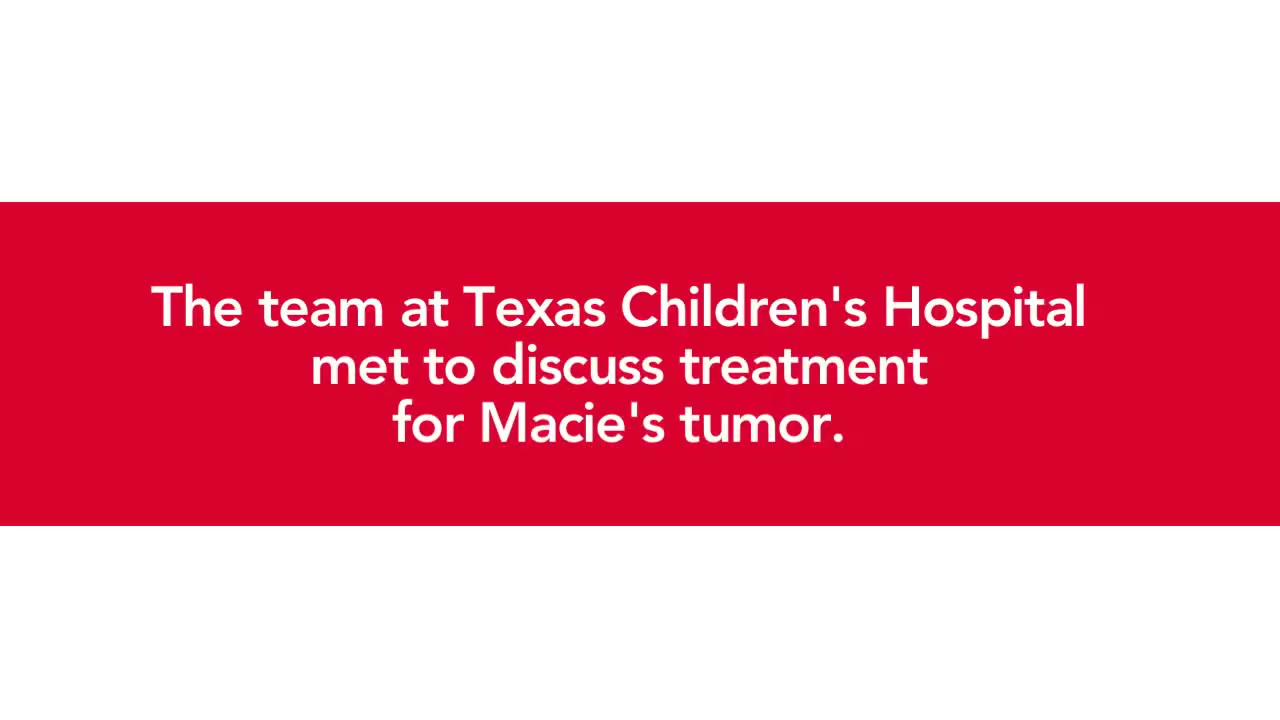 The team at Texas Children's Hospital
met to discuss treatment
for Macie's tumor.